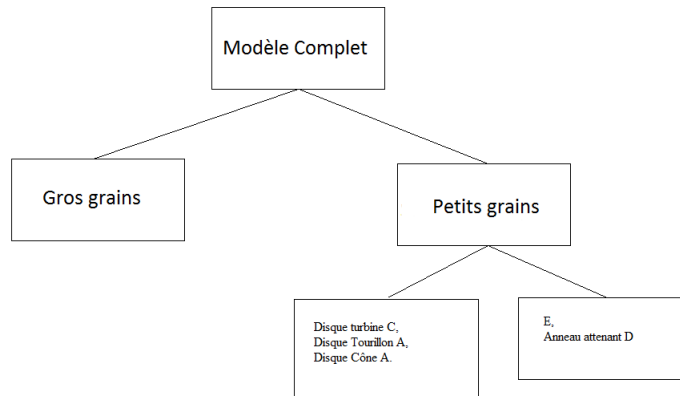 Modèle Complet
Gros grains
Petits grains
Disque turbine C,
Disque Tourillon A,
Disque Cône A.
E,
Anneau attenant D